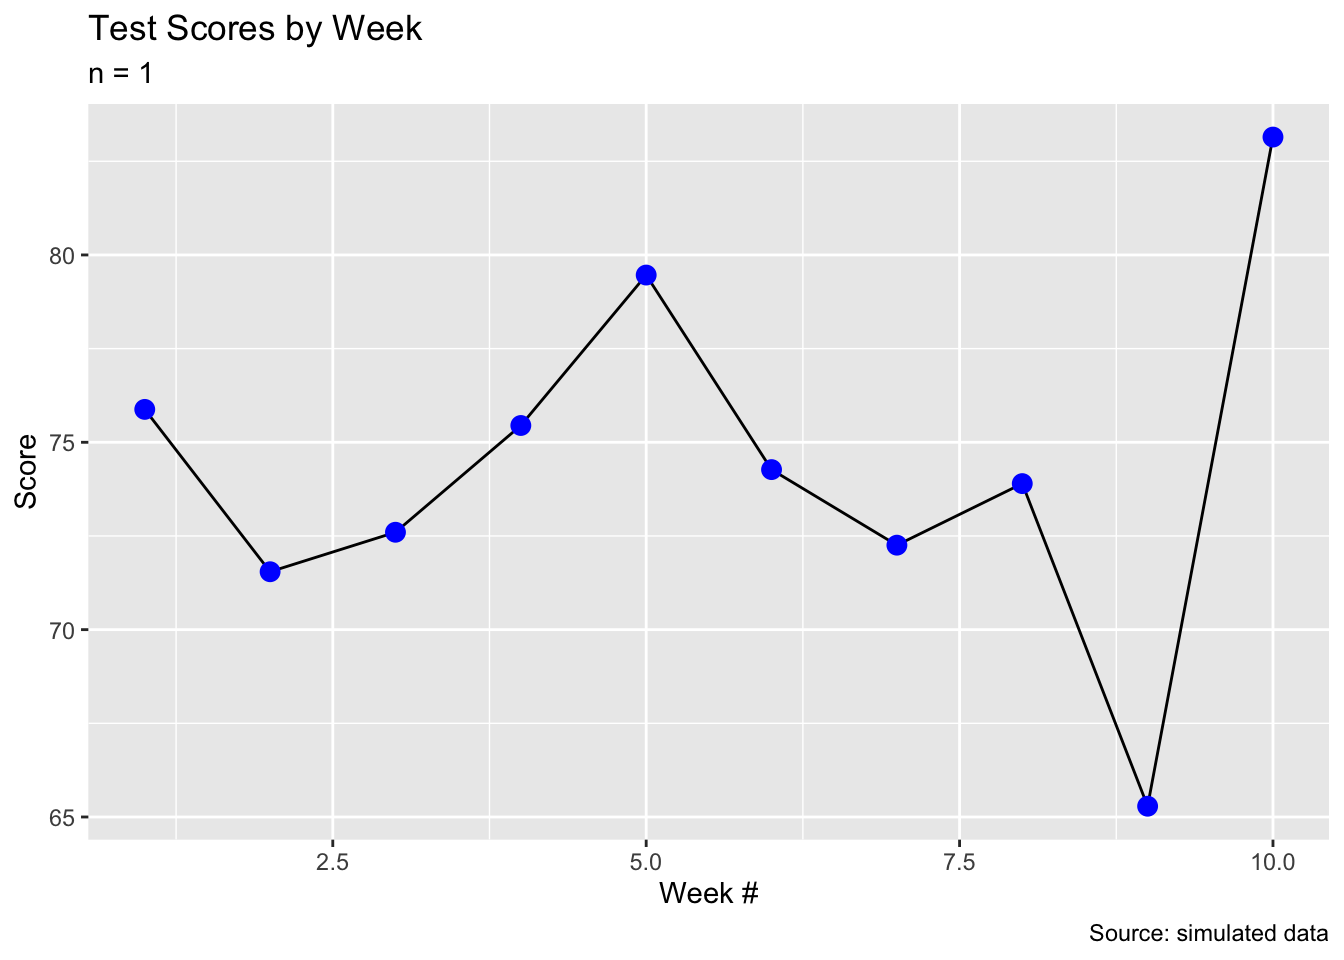 Test Scores by Week
n = 1
Score
80
75
70
65
2.5 5.0 7.5 10.0
Week #
Source: simulated data